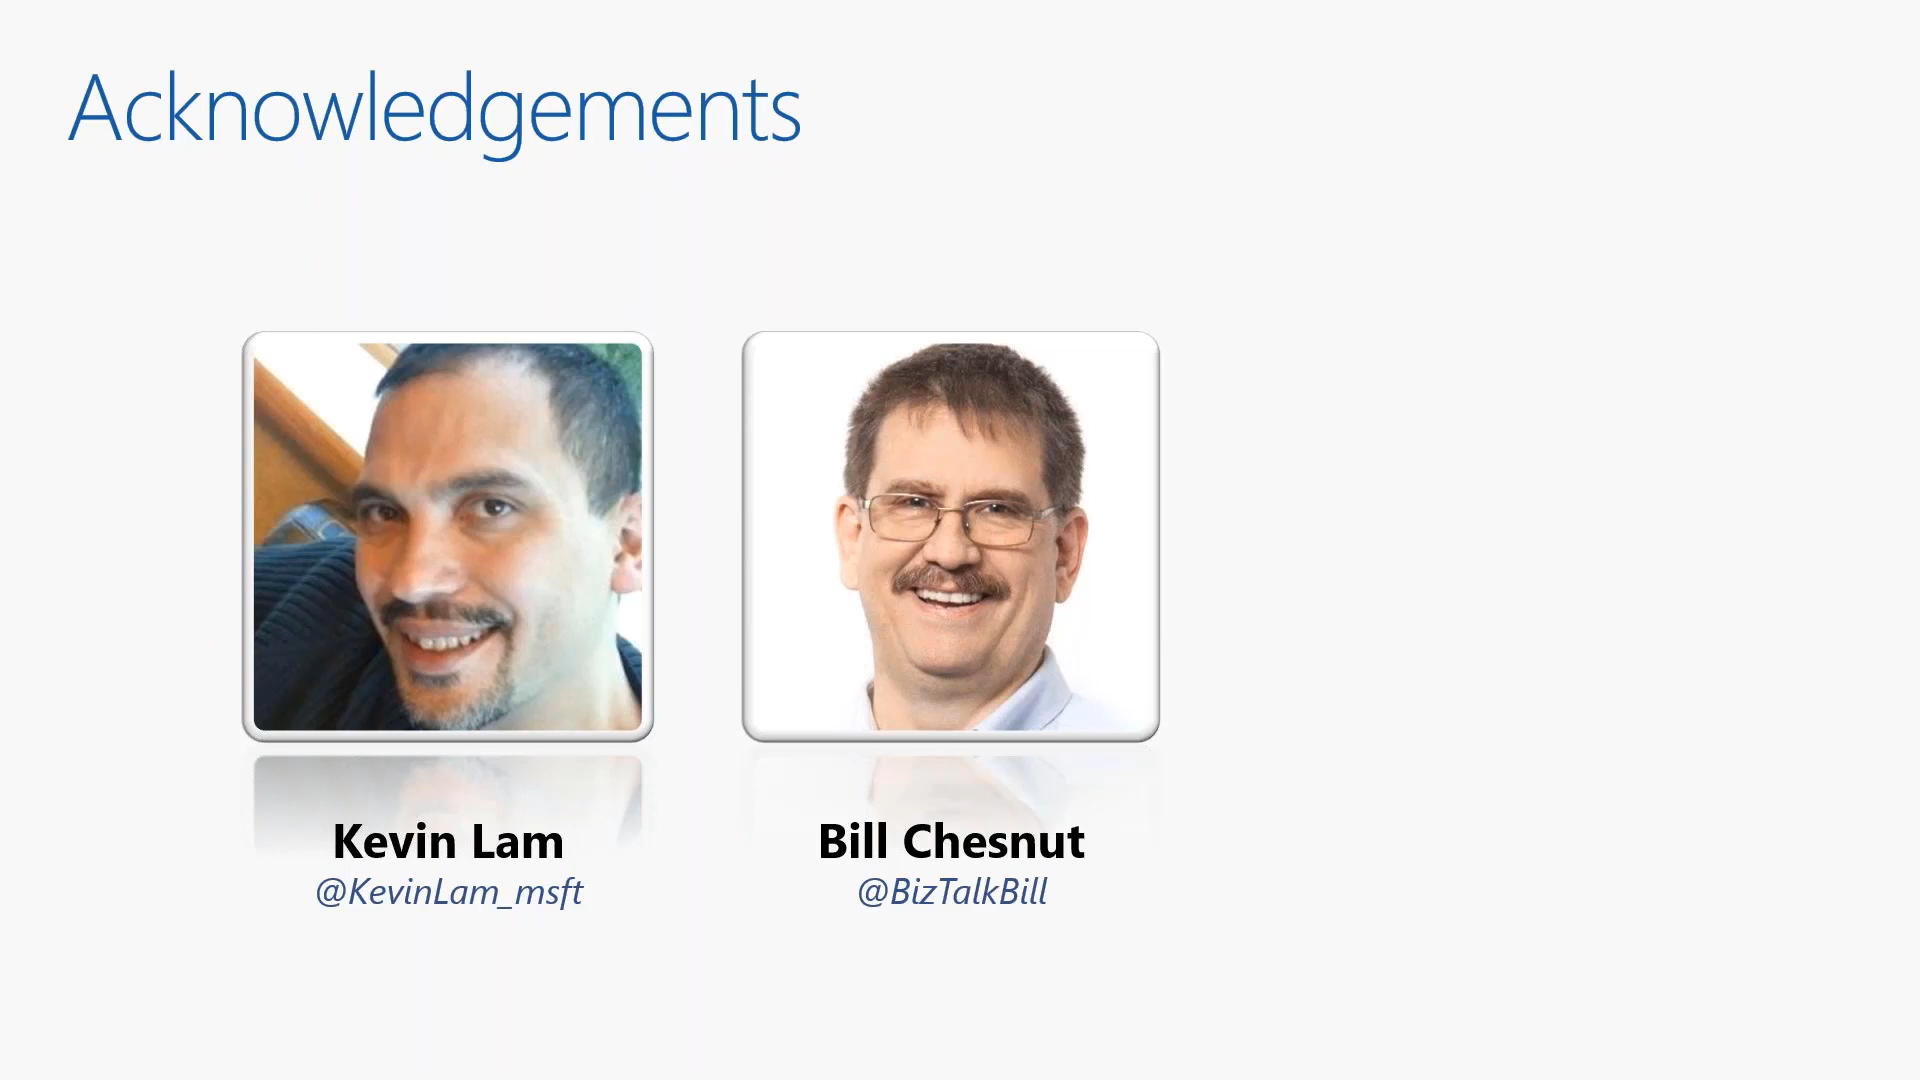 Acknowledgements
Kevin Lam
@KevinLam_msft
Bill Chesnut
@BizTalkBill